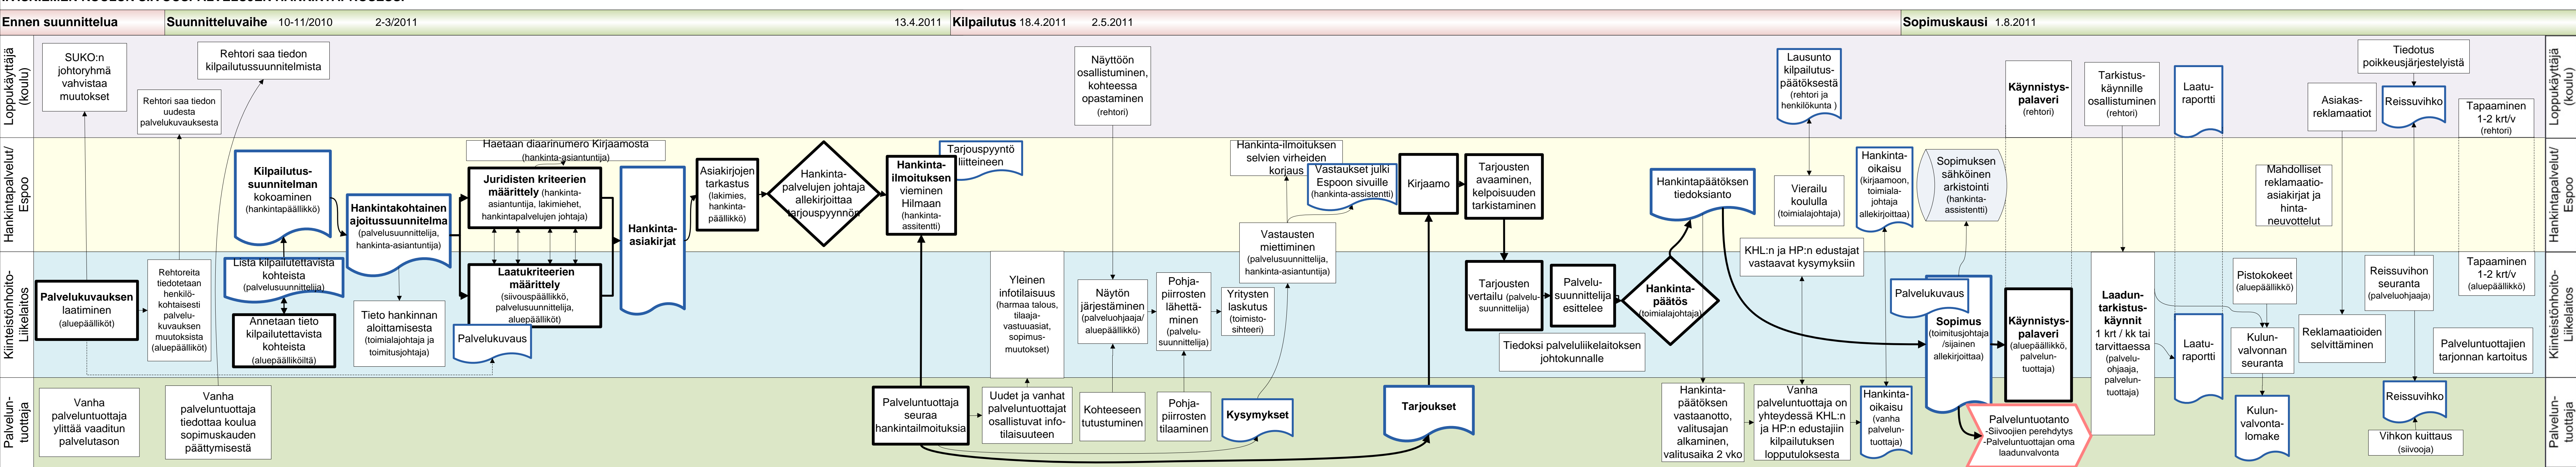 Ennen suunnittelua
Suunnitteluvaihe 10-11/2010
2-3/2011
13.4.2011
Kilpailutus 18.4.2011
2.5.2011
Sopimuskausi 1.8.2011
Loppukäyttäjä
(koulu)
SUKO:n
johtoryhmä
vahvistaa
muutokset
Rehtori saa tiedon
uudesta
palvelukuvauksesta
Rehtori saa tiedon
kilpailutussuunnitelmista
Näyttöön
osallistuminen,
kohteessa
opastaminen
(rehtori)
Lausunto
kilpailutus-
päätöksestä
(rehtori ja
henkilökunta )
Käynnistys-
palaveri
(rehtori)
Tarkistus-
käynnille
osallistuminen
(rehtori)
Laatu-
raportti
Asiakas-
reklamaatiot
Tiedotus
poikkeusjärjestelyistä
Reissuvihko
Tapaaminen
1-2 krt/v
(rehtori)
Loppukäyttäjä
(koulu)
Hankintapalvelut/
Espoo
Kilpailutus-
suunnitelman
kokoaminen
(hankintapäällikkö)
Hankintakohtainen
ajoitussuunnitelma
(palvelusuunnittelija,
hankinta-asiantuntija)
Haetaan diaarinumero Kirjaamosta
(hankinta-asiantuntija)
Juridisten kriteerien
määrittely (hankinta-
asiantuntija, lakimiehet,
hankintapalvelujen johtaja)
Hankinta-
asiakirjat
Asiakirjojen
tarkastus
(lakimies,
hankinta-
päällikkö)
Hankinta-
palvelujen johtaja
allekirjoittaa
tarjouspyynnön
Hankinta-
ilmoituksen
vieminen
Hilmaan
(hankinta-
assitentti)
Tarjouspyyntö
liitteineen
Hankinta-ilmoituksen
selvien virheiden
korjaus
Vastaukset julki
Espoon sivuille
(hankinta-assistentti)
Vastausten
miettiminen
(palvelusuunnittelija,
hankinta-asiantuntija)
Kirjaamo
Tarjousten
avaaminen,
kelpoisuuden
tarkistaminen
Hankintapäätöksen
tiedoksianto
Vierailu
koululla
(toimialajohtaja)
KHL:n ja HP:n edustajat
vastaavat kysymyksiin
Hankinta-
oikaisu
(kirjaamoon,
toimiala-
johtaja
allekirjoittaa)
Sopimuksen
sähköinen
arkistointi
(hankinta-
assistentti)
Mahdolliset
reklamaatio-
asiakirjat ja
hinta-
neuvottelut
Hankintapalvelut/
Espoo
Kiinteistönhoito-
Liikelaitos
Palvelukuvauksen
laatiminen
(aluepäälliköt)
Rehtoreita
tiedotetaan
henkilö-
kohtaisesti
palvelu-
kuvauksen
muutoksista
(aluepäälliköt)
Lista kilpailutettavista
kohteista
(palvelusuunnittelija)
Annetaan tieto
kilpailutettavista
kohteista
(aluepäälliköiltä)
Tieto hankinnan
aloittamisesta
(toimialajohtaja ja
toimitusjohtaja)
Laatukriteerien
määrittely
(siivouspäällikkö,
palvelusuunnittelija,
aluepäälliköt)
Palvelukuvaus
Yleinen
infotilaisuus
(harmaa talous,
tilaaja-
vastuuasiat,
sopimus-
muutokset)
Näytön
järjestäminen
(palveluohjaaja/
aluepäällikkö)
Pohja-
piirrosten
lähettä-
minen
(palvelu-
suunnittelija)
Yritysten
laskutus
(toimisto-
sihteeri)
Tarjousten
vertailu (palvelu-
suunnittelija)
Palvelu-
suunnittelija
esittelee
Hankinta-
päätös
(toimialajohtaja)
Tiedoksi palveluliikelaitoksen
johtokunnalle
Palvelukuvaus
Sopimus
(toimitusjohtaja
/sijainen
allekirjoittaa)
Käynnistys-
palaveri
(aluepäällikkö,
palvelun-
tuottaja)
Laadun-
tarkistus-
käynnit
1 krt / kk tai
tarvittaessa
(palvelu-
ohjaaja,
palvelun-
tuottaja)
Laatu-
raportti
Pistokokeet
(aluepäällikkö)
Kulun-
valvonnan
seuranta
Reklamaatioiden
selvittäminen
Reissuvihon
seuranta
(palveluohjaaja)
Tapaaminen
1-2 krt/v
(aluepäällikkö)
Palveluntuottajien
tarjonnan kartoitus
Kiinteistönhoito-
Liikelaitos
Palvelun-
tuottaja
Vanha
palveluntuottaja
ylittää vaaditun
palvelutason
Vanha
palveluntuottaja
tiedottaa koulua
sopimuskauden
päättymisestä
Palveluntuottaja
seuraa
hankintailmoituksia
Uudet ja vanhat
palveluntuottajat
osallistuvat info-
tilaisuuteen
Kohteeseen
tutustuminen
Pohja-
piirrosten
tilaaminen
Kysymykset
Tarjoukset
Hankinta-
päätöksen
vastaanotto,
valitusajan
alkaminen,
valitusaika 2 vko
Vanha
palveluntuottaja on
yhteydessä KHL:n
ja HP:n edustajiin
kilpailutuksen
lopputuloksesta
Hankinta-
oikaisu
(vanha
palvelun-
tuottaja)
Palveluntuotanto
-Siivoojien perehdytys
-Palveluntuottajan oma
laadunvalvonta
Kulun-
valvonta-
lomake
Reissuvihko
Vihkon kuittaus
(siivooja)
Palvelun-
tuottaja